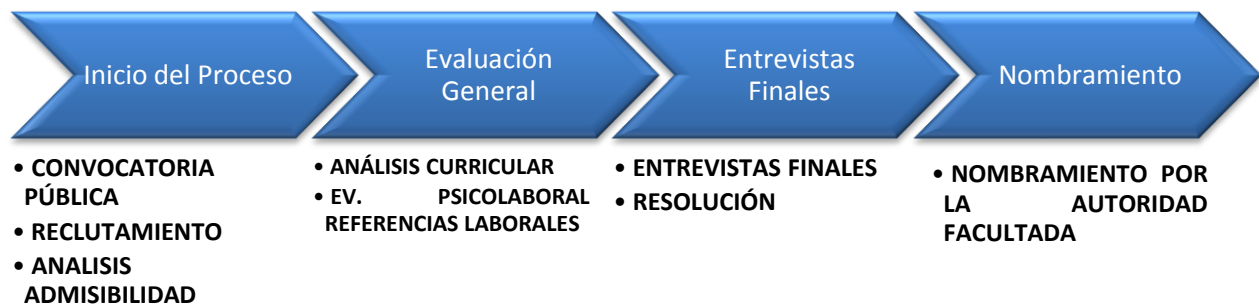 Inicio del Proceso
Evaluación
General
Entrevistas
Finales
Nombramiento
• CONVOCATORIA
PÚBLICA
• RECLUTAMIENTO
• ANALISIS
ADMISIBILIDAD
• ANÁLISIS CURRICULAR
• EV. PSICOLABORAL
REFERENCIAS LABORALES
• ENTREVISTAS FINALES
• RESOLUCIÓN
• NOMBRAMIENTO POR
LA AUTORIDAD
FACULTADA